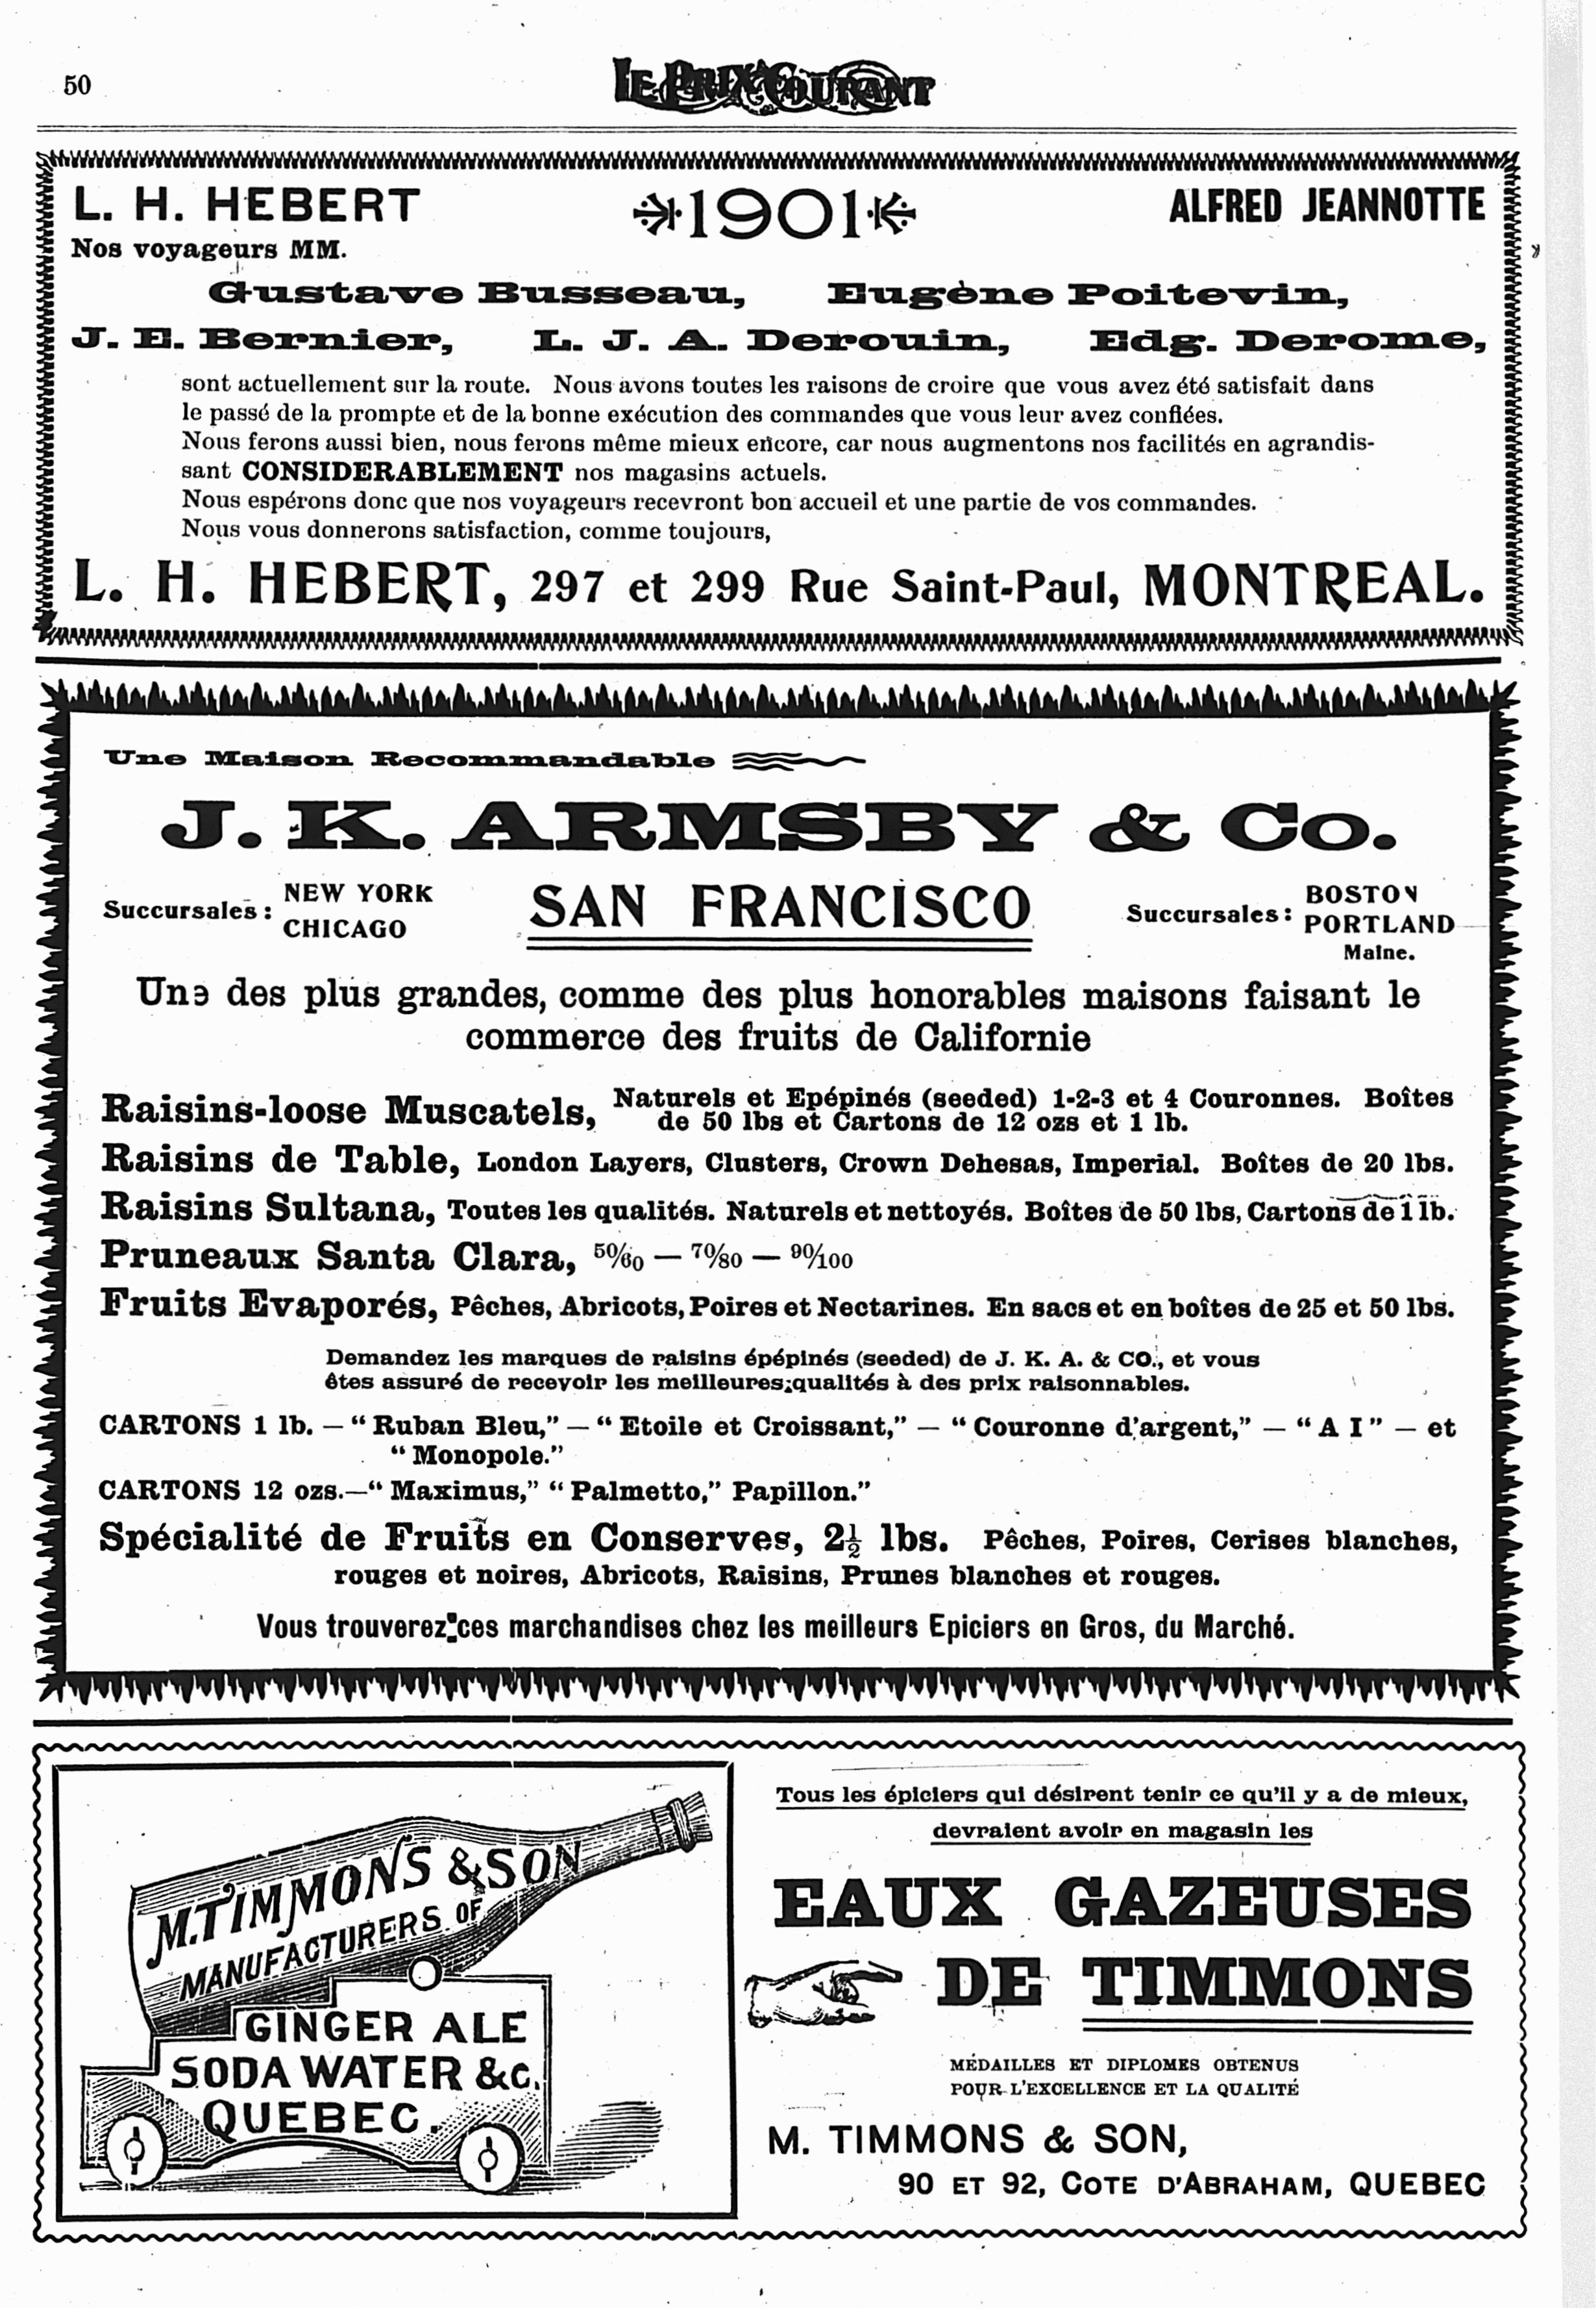 50
LE PRIX COURANT
L. H. HEBERT
1901
ALFRED JEANNOTTE
Nos voyageurs MM.
Gustave Busseau, Eugène Poitevin,
J. E. Bernier, L. J. A. Derouin, Edg. Derome,
sont actuellement sur la route. Nous avons toutes les raisons de croire que vous avez été satisfait dans
le passé de la prompte et de la bonne exécution des commandes que vous leur avez confiées.
Nous ferons aussi bien, nous ferons même mieux encore, car nous augmentons nos facilités en agrandis-
sant CONSIDERABLEMENT nos magasins actuels.
Nous espérons donc que nos voyageurs recevront bon accueil et une partie de vos commandes.
Nous vous donnerons satisfaction, comme toujours,
L. H. HEBERT, 297 et 299 Rue Saint-Paul, MONTREAL.
Une Maison Recommandable
J. K. ARMSBY & Co.
Succursales: NEW YORK
CHICAGO
SAN FRANCISCO
Succursales: BOSTON
PORTLAND
Maine.
Une des plus grandes, comme des plus honorables maisons faisant le
commerce des fruits de Californie
Raisins-loose Muscatels, Naturels et Epépinés (seeded) 1-2-3 et 4 Couronnes. Boîtes
de 50 lbs et Cartons de 12 ozs et 1 lb.
Raisins de Table, London Layers, Clusters, Crown Dehesas, Imperial. Boîtes de 20 lbs.
Raisins Sultana, Toutes les qualités. Naturels et nettoyés. Boîtes de 50 lbs, Cartons de 1 lb.
Pruneaux Santa Clara, 50/60 — 70/80 — 90/100
Fruits Evaporés, Pêches, Abricots, Poires et Nectarines. En sacs et en boîtes de 25 et 50 lbs.
Demandez les marques de raisins épépinés (seeded) de J. K. A. & CO., et vous
êtes assuré de recevoir les meilleures qualités à des prix raisonnables.
CARTONS 1 lb. — “ Ruban Bleu,” — “ Etoile et Croissant,” — “ Couronne d'argent,” — “ A I ” — et
“ Monopole.”
CARTONS 12 ozs.—“ Maximus,” “ Palmetto,” Papillon.”
Spécialité de Fruits en Conserves, 2½ lbs. Pêches, Poires, Cerises blanches,
rouges et noires, Abricots, Raisins, Prunes blanches et rouges.
Vous trouverez ces marchandises chez les meilleurs Epiciers en Gros, du Marché.
M. TIMMONS & SON
MANUFACTURERS OF
GINGER ALE
SODA WATER &c.
QUEBEC.
Tous les épiciers qui désirent tenir ce qu'il y a de mieux,
devraient avoir en magasin les
EAUX GAZEUSES
DE TIMMONS
MÉDAILLES ET DIPLOMES OBTENUS
POUR L'EXCELLENCE ET LA QUALITÉ
M. TIMMONS & SON,
90 ET 92, COTE D'ABRAHAM, QUEBEC